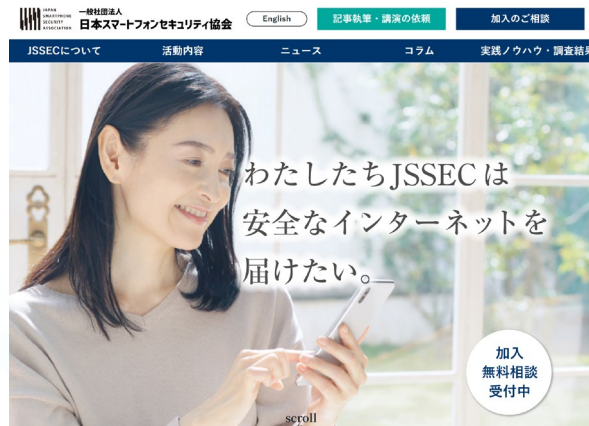 JAPAN
SMARTPHONE
SECURITY
ASSOCIATION
一般社団法人
日本スマートフォンセキュリティ協会
English
記事執筆・講演の依頼
加入のご相談
JSSECについて
活動内容
ニュース
コラム
実践ノウハウ・調査結果
わたしたちJSSECは
安全なインターネットを
届けたい。
加入
無料相談
受付中
scroll